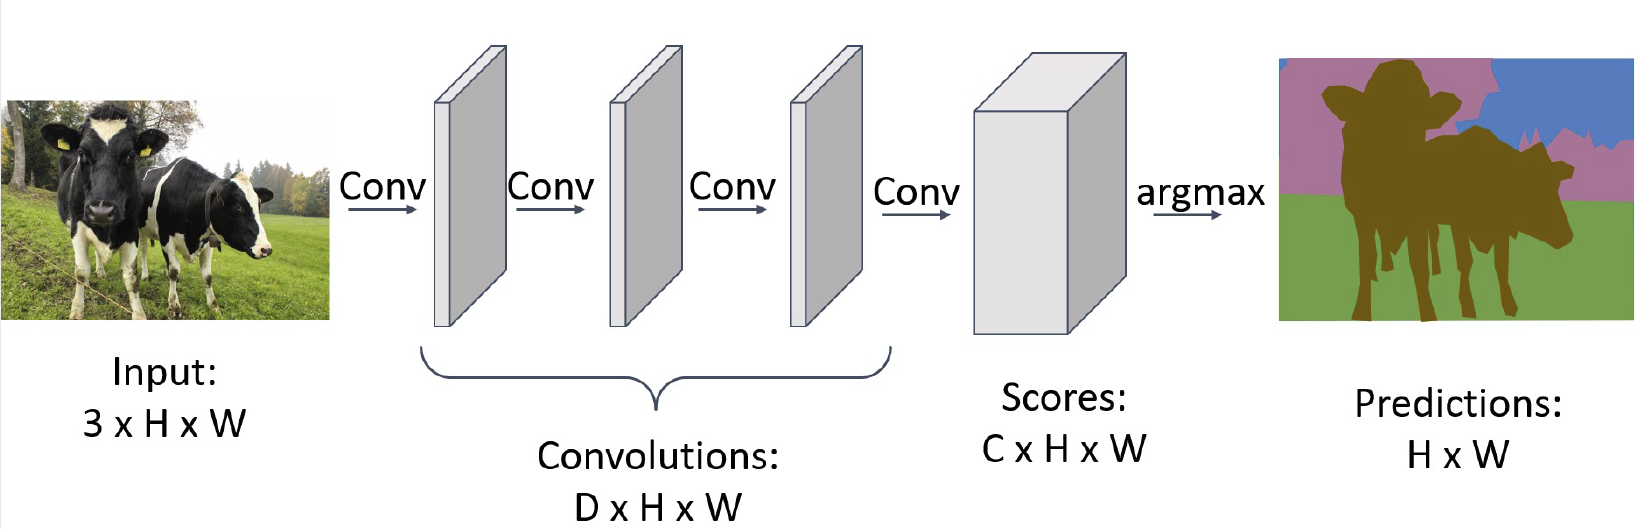 Conv
Conv
Conv
Conv
argmax
Input:
3 x H x W
Convolutions:
D x H x W
Scores:
C x H x W
Predictions:
H x W